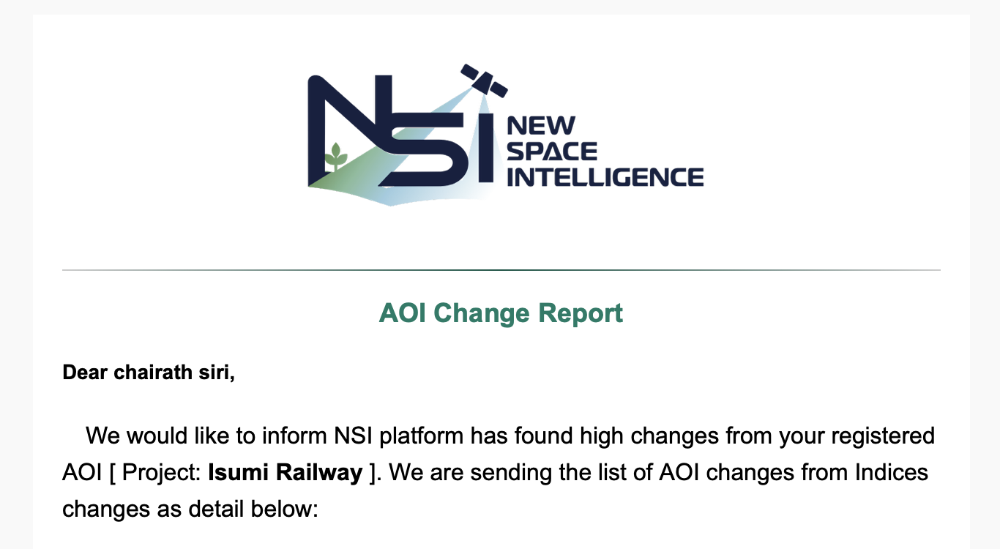 NSI
NEW
SPACE
INTELLIGENCE
AOI Change Report
Dear chairath siri,
We would like to inform NSI platform has found high changes from your registered
AOI [ Project: Isumi Railway ]. We are sending the list of AOI changes from Indices
changes as detail below: